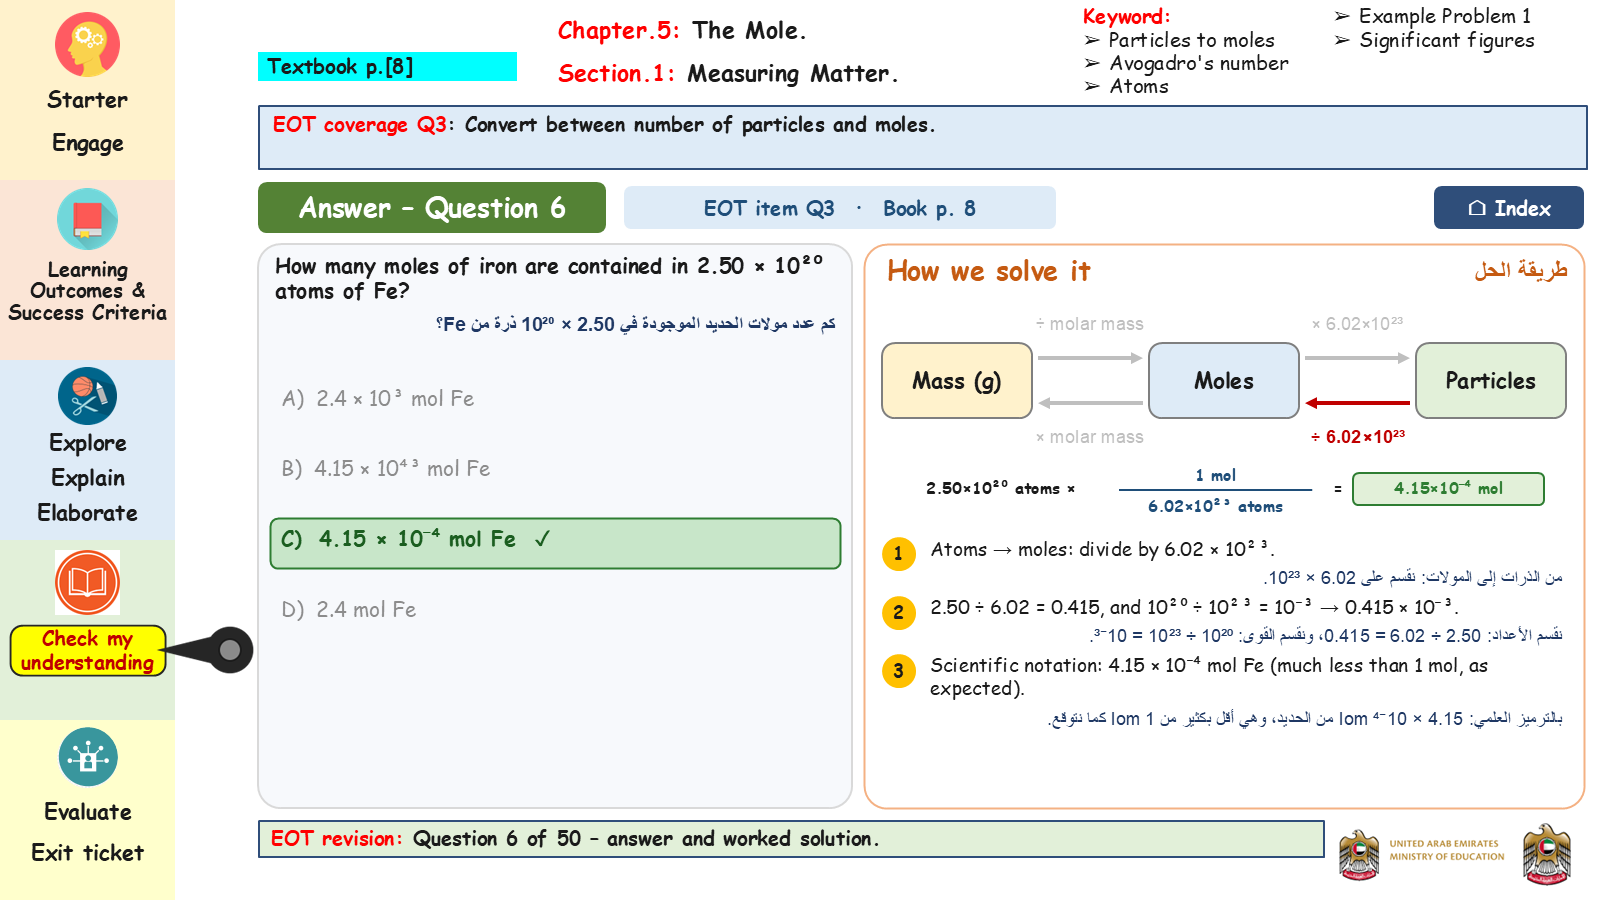 Starter
Engage
Learning
Outcomes &
Success Criteria
Explore
Explain
Elaborate
Check my
understanding
Evaluate
Exit ticket
Textbook p.[8]
Chapter.5: The Mole.
Section.1: Measuring Matter.
Keyword:
➢ Particles to moles
➢ Avogadro's number
➢ Atoms
➢ Example Problem 1
➢ Significant figures
EOT coverage Q3: Convert between number of particles and moles.
Answer – Question 6
EOT item Q3 · Book p. 8
☖ Index
How many moles of iron are contained in 2.50 × 10²⁰
atoms of Fe?
كم عدد مولات الحديد الموجودة في 2.50 × 10²⁰ ذرة من Fe؟
A) 2.4 × 10³ mol Fe
B) 4.15 × 10⁴³ mol Fe
C) 4.15 × 10⁻⁴ mol Fe ✓
D) 2.4 mol Fe
How we solve it
طريقة الحل
÷ molar mass
× 6.02×10²³
Mass (g)
Moles
Particles
× molar mass
÷ 6.02×10²³
2.50×10²⁰ atoms ×
1 mol
6.02×10²³ atoms
=
4.15×10⁻⁴ mol
1
Atoms → moles: divide by 6.02 × 10²³.
من الذرات إلى المولات: نقسم على 6.02 × 10²³.
2
2.50 ÷ 6.02 = 0.415, and 10²⁰ ÷ 10²³ = 10⁻³ → 0.415 × 10⁻³.
نقسم الأعداد: 2.50 ÷ 6.02 = 0.415، ونقسم القوى: 10²⁰ ÷ 10²³ = 10⁻³.
3
Scientific notation: 4.15 × 10⁻⁴ mol Fe (much less than 1 mol, as
expected).
بالترميز العلمي: 4.15 × 10⁻⁴ lom من الحديد، وهي أقل بكثير من 1 lom كما نتوقع.
EOT revision: Question 6 of 50 – answer and worked solution.
UNITED ARAB EMIRATES
MINISTRY OF EDUCATION